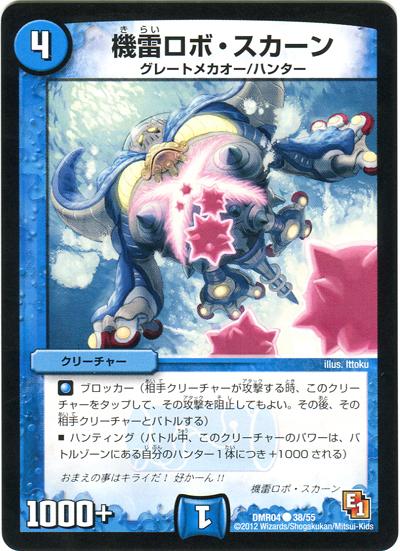 4
機雷ロボ・スカーン
きらい
グレートメカオー/ハンター
illus. Ittoku
クリーチャー
ブロッカー(相手クリーチャーが攻撃する時、このクリー
チャーをタップして、その攻撃を阻止してもよい。その後、その
相手クリーチャーとバトルする)
■ ハンティング(バトル中、このクリーチャーのパワーは、バ
トルゾーンにある自分のハンター1体につき+1000される)
おまえの事はキライだ! 好かーん!!
機雷ロボ・スカーン
E1
1000+
1
DMR04 ● 38/55
©2012 Wizards/Shogakukan/Mitsui-Kids